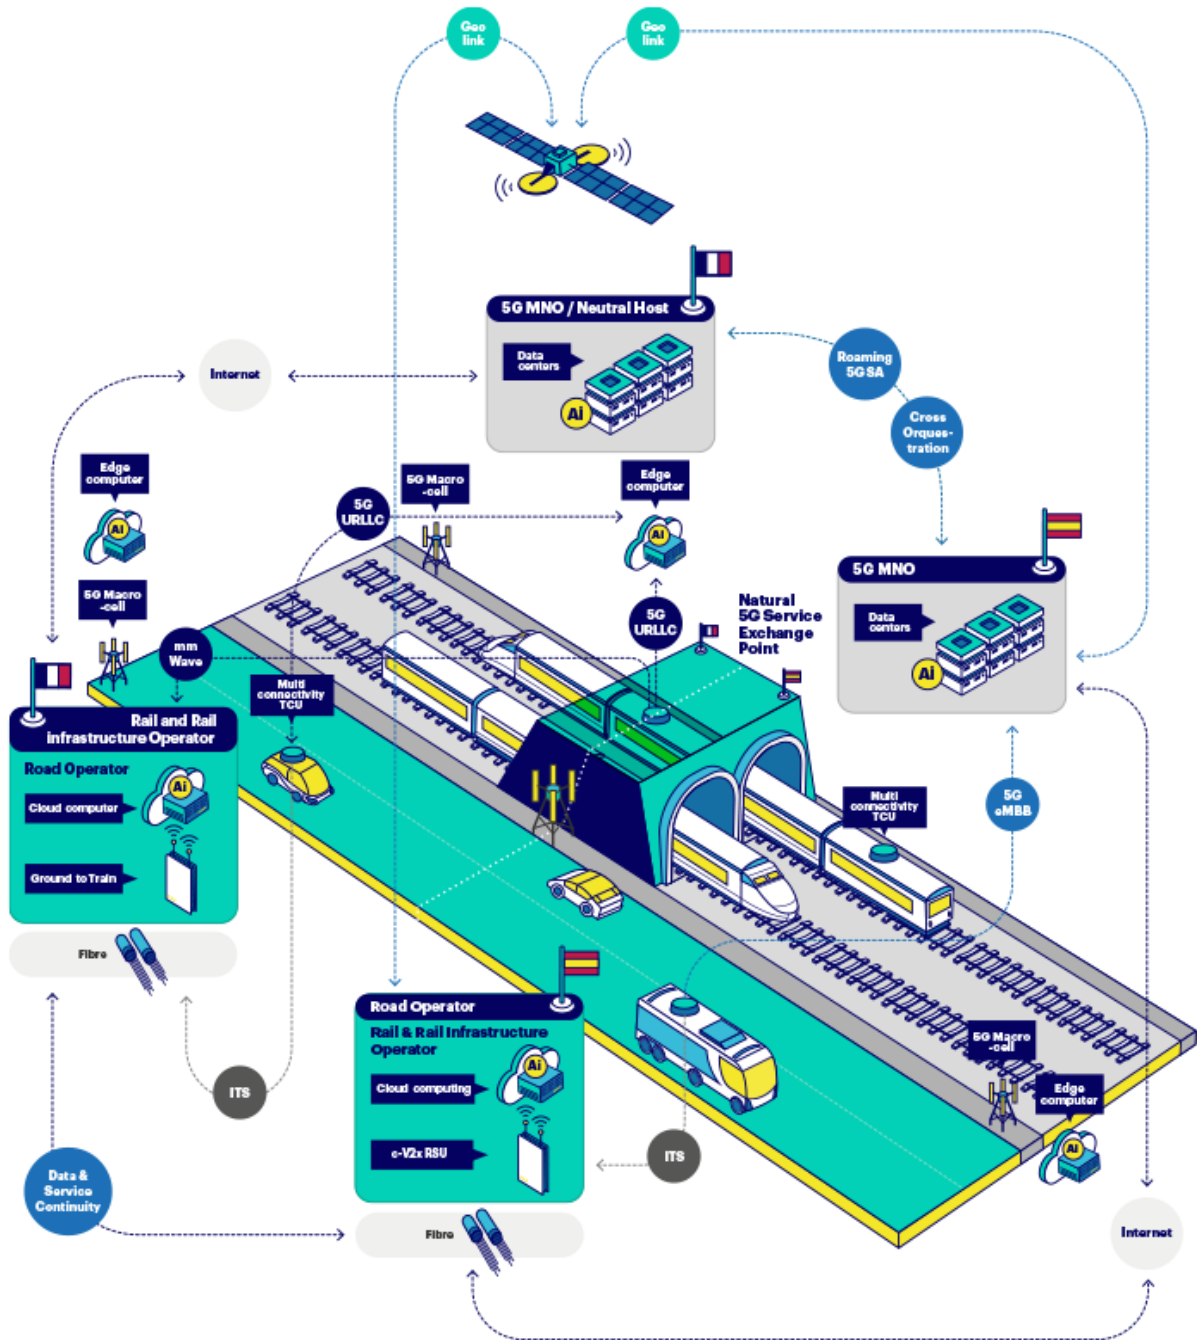 Geo
link
Geo
link
5G MNO / Neutral Host
Data
centers
Ai
Roaming
5GSA
Internet
Cross
Orques-
tration
Edge
computer
Ai
5G Macro
-cell
5G
URLLC
Edge
computer
Ai
5G MNO
Data
centers
Ai
5G Macro
-cell
Natural
5G Service
Exchange
Point
5G
URLLC
mm
Wave
Multi
connectivity
TCU
Rail and Rail
infrastructure Operator
Road Operator
Ai
Cloud computer
Ground to Train
Fibre
Multi
connectivity
TCU
5G
eMBB
Road Operator
Rail & Rail Infrastructure
Operator
Ai
Cloud computing
c-V2x RSU
5G Macro
-cell
Edge
computer
Ai
ITS
ITS
Data &
Service
Continuity
Fibre
Internet